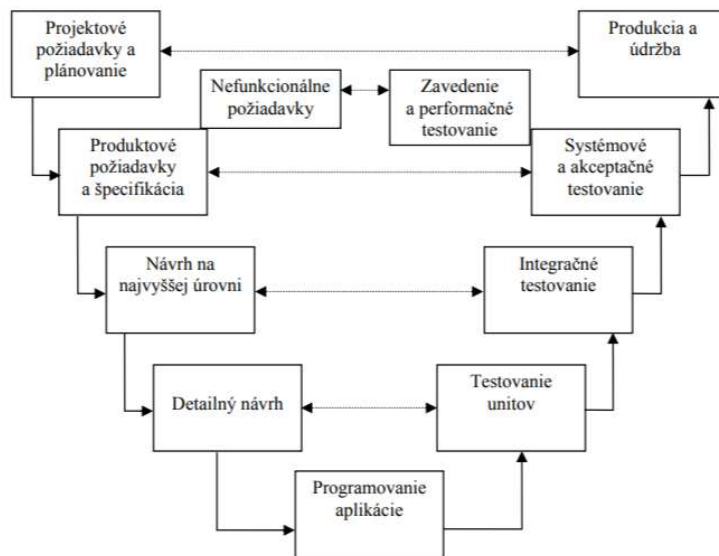 Projektové
požiadavky a
plánovanie
Produkcia a
údržba
Nefunkcionálne
požiadavky
Zavedenie
a performačné
testovanie
Produktové
požiadavky
a špecifikácia
Systémové
a akceptačné
testovanie
Návrh na
najvyššej úrovni
Integračné
testovanie
Detailný návrh
Testovanie
unitov
Programovanie
aplikácie